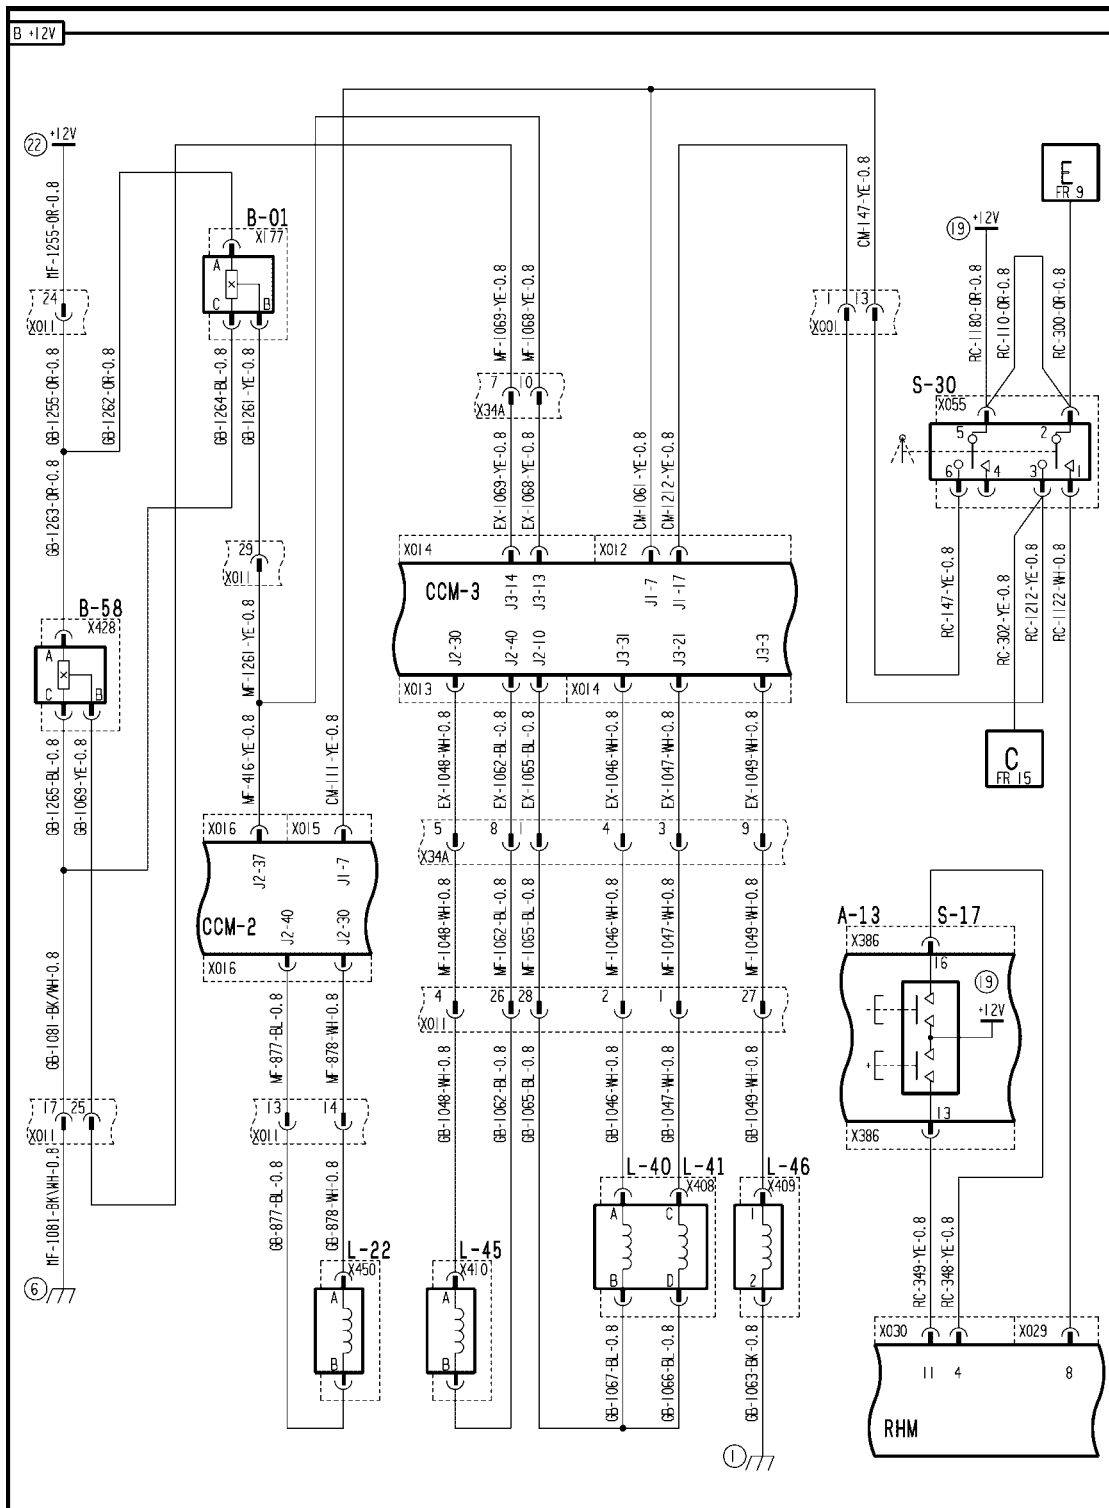 B +12V
22 +12V
MF-1255-OR-0.8
24
X011
GB-1255-OR-0.8
GB-1262-OR-0.8
GB-1263-OR-0.8
B-01
X177
A
C
B
GB-1264-BL-0.8
GB-1261-YE-0.8
29
X011
MF-1261-YE-0.8
MF-416-YE-0.8
CM-111-YE-0.8
B-58
X428
A
C
B
GB-1265-BL-0.8
GB-1069-YE-0.8
GB-1081-BK/WH-0.8
17 25
X011
MF-1081-BK\WH-0.8
6
X016
X015
J2-37
J1-7
CCM-2
J2-40
J2-30
X016
MF-877-BL-0.8
MF-878-WH-0.8
13 14
X011
GB-877-BL-0.8
GB-878-WH-0.8
L-22
X450
A
B
MF-1069-YE-0.8
MF-1068-YE-0.8
7 10
X34A
EX-1069-YE-0.8
EX-1068-YE-0.8
CM-1061-YE-0.8
CM-1212-YE-0.8
X014
X012
CCM-3
J3-14
J3-13
J1-7
J1-17
J2-30
J2-40
J2-10
J3-31
J3-21
J3-3
X013
X014
EX-1048-WH-0.8
EX-1062-BL-0.8
EX-1065-BL-0.8
EX-1046-WH-0.8
EX-1047-WH-0.8
EX-1049-WH-0.8
5 8 1 4 3 9
X34A
MF-1048-WH-0.8
MF-1062-BL-0.8
MF-1065-BL-0.8
MF-1046-WH-0.8
MF-1047-WH-0.8
MF-1049-WH-0.8
4 26 28 2 1 27
X011
GB-1048-WH-0.8
GB-1062-BL-0.8
GB-1065-BL-0.8
GB-1046-WH-0.8
GB-1047-WH-0.8
GB-1049-WH-0.8
L-45
X410
A
B
L-40 L-41
X408
A C
B D
L-46
X409
1
2
GB-1067-BL-0.8
GB-1066-BL-0.8
GB-1063-BK-0.8
1
CM-147-YE-0.8
1 13
X001
E
FR 9
19 +12V
RC-1180-OR-0.8
RC-110-OR-0.8
RC-300-OR-0.8
S-30
X055
5 2
6 4 3 1
RC-147-YE-0.8
RC-302-YE-0.8
RC-1212-YE-0.8
RC-1122-WH-0.8
C
FR 15
A-13 S-17
X386
16
19
+12V
+
13
X386
RC-349-YE-0.8
RC-348-YE-0.8
X030
X029
11 4 8
RHM